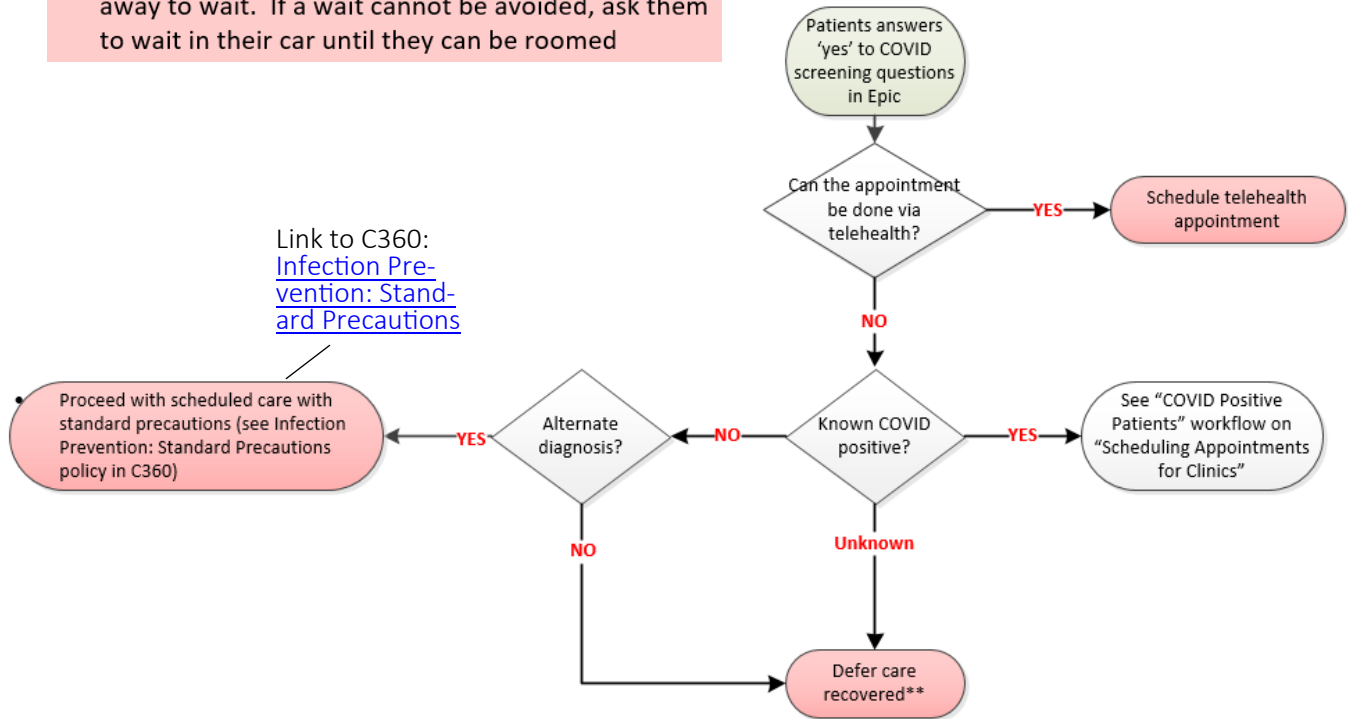 away to wait.  If a wait cannot be avoided, ask them
to wait in their car until they can be roomed
Patients answers
‘yes’ to COVID
screening questions
in Epic
Can the appointment
be done via
telehealth?
YES
Schedule telehealth
appointment
NO
Link to C360:
Infection Pre-
vention: Stand-
ard Precautions
• Proceed with scheduled care with
standard precautions (see Infection
Prevention: Standard Precautions
policy in C360)
YES
Alternate
diagnosis?
NO
Known COVID
positive?
YES
See “COVID Positive
Patients” workflow on
“Scheduling Appointments
for Clinics”
NO
Unknown
Defer care
recovered**